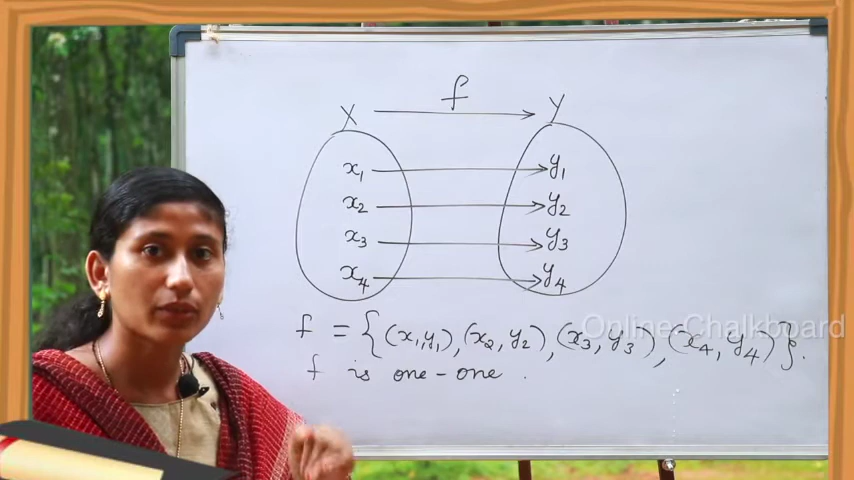 X f Y
x₁ y₁
x₂ y₂
x₃ y₃
x₄ y₄
f = {(x₁,y₁), (x₂, y₂), (x₃, y₃), (x₄, y₄)}.
f is one-one.
Online Chalkboard